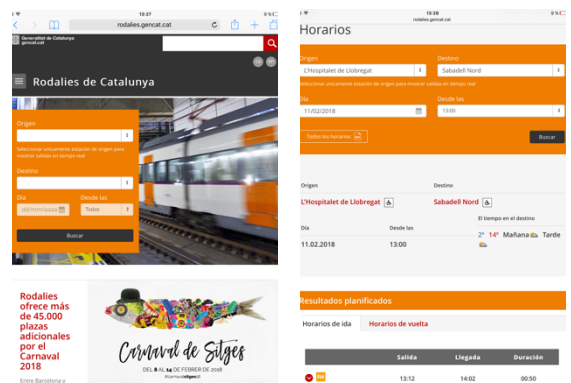 13:27
rodalies.gencat.cat
Generalitat de Catalunya
gencat.cat
Rodalies de Catalunya
Origen
Seleccionar unicamente estación de origen para
mostrar salidas en tiempo real
Destino
Día
Desde las
dd/mm/aaaa
Todos
Buscar
Rodalies
ofrece más
de 45.000
plazas
adicionales
por el
Carnaval
2018
Entre Barcelona y
Carnaval de Sitges
DEL 8 AL 14 DE FEBRER DE 2018
#carnavalsitges18
13:28
rodalies.gencat.cat
Horarios
Origen
Destino
L'Hospitalet de Llobregat
Sabadell Nord
Seleccionar unicamente estación de origen para mostrar salidas en tiempo real
Día
Desde las
11/02/2018
13:00
Todos los horarios
Buscar
Origen
Destino
L'Hospitalet de Llobregat
Sabadell Nord
El tiempo en el destino
Día
Desde las
2º 14º Mañana Tarde
11.02.2018
13:00
Resultados planificados
Horarios de ida
Horarios de vuelta
Salida
Llegada
Duración
13:12
14:02
00:50